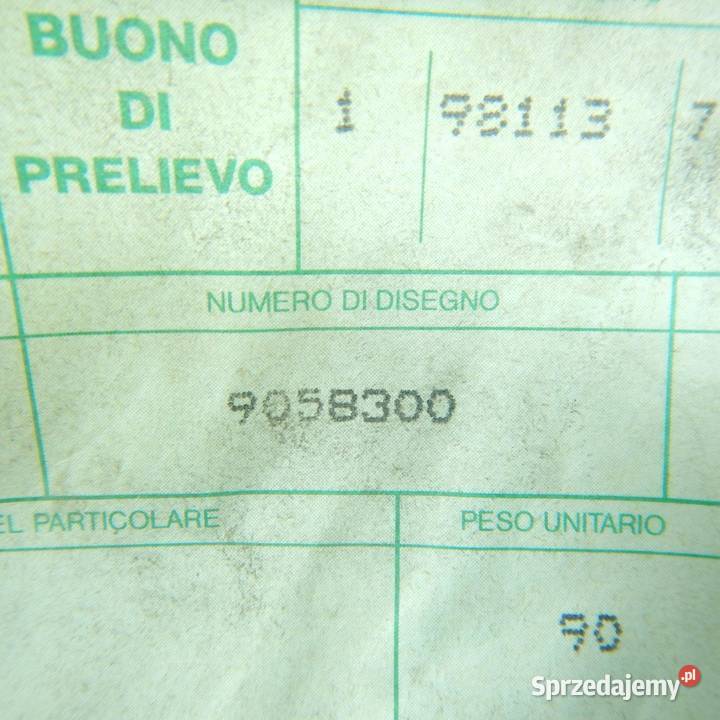 BUONO
DI
PRELIEVO
1 98113 7
NUMERO DI DISEGNO
9058300
EL PARTICOLARE
PESO UNITARIO
90
Sprzedajemy.pl